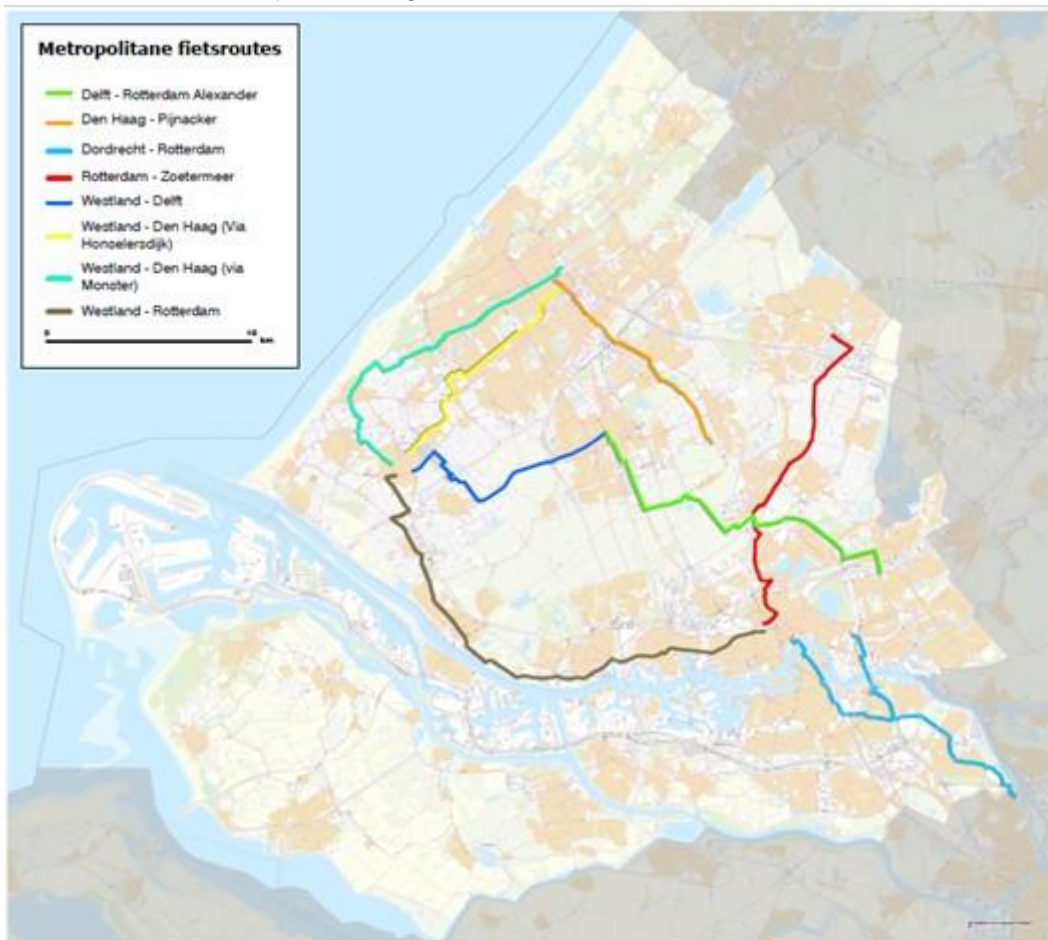 Metropolitane fietsroutes
Delft - Rotterdam Alexander
Den Haag - Pijnacker
Dordrecht - Rotterdam
Rotterdam - Zoetermeer
Westland - Delft
Westland - Den Haag (Via
Honselersdijk)
Westland - Den Haag (via
Monster)
Westland - Rotterdam
0
10
km